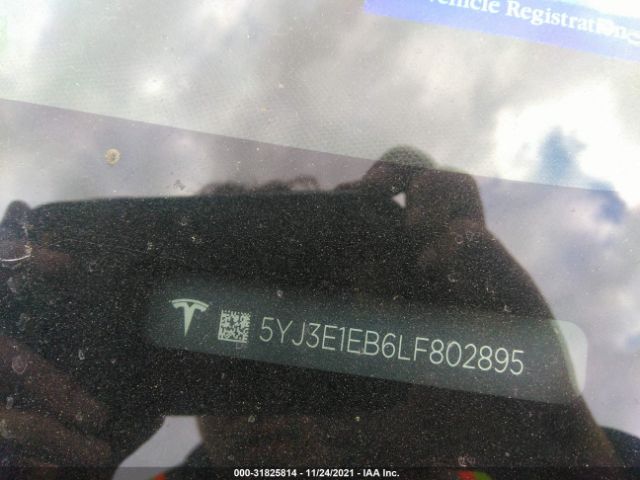 Vehicle Registration
5YJ3E1EB6LF802895
000-31825814 - 11/24/2021 - IAA Inc.